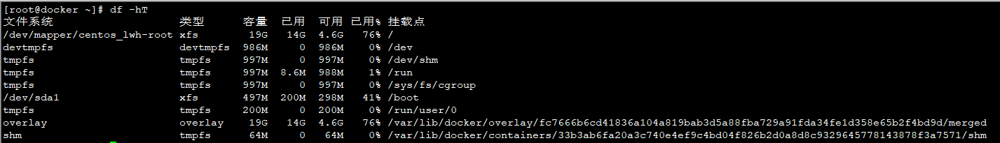 [root@docker ~]# df -hT
文件系统 类型 容量 已用 可用 已用% 挂载点
/dev/mapper/centos_lwh-root xfs 19G 14G 4.6G 76% /
devtmpfs devtmpfs 986M 0 986M 0% /dev
tmpfs tmpfs 997M 0 997M 0% /dev/shm
tmpfs tmpfs 997M 8.6M 988M 1% /run
tmpfs tmpfs 997M 0 997M 0% /sys/fs/cgroup
/dev/sda1 xfs 497M 200M 298M 41% /boot
tmpfs tmpfs 200M 0 200M 0% /run/user/0
overlay overlay 19G 14G 4.6G 76% /var/lib/docker/overlay/fc7666b6cd41836a104a819bab3d5a88fba729a91fda34fe1d358e65b2f4bd9d/merged
shm tmpfs 64M 0 64M 0% /var/lib/docker/containers/33b3ab6fa20a3c740e4ef9c4bd04f826b2d0a8d8c9329645778143878f3a7571/shm